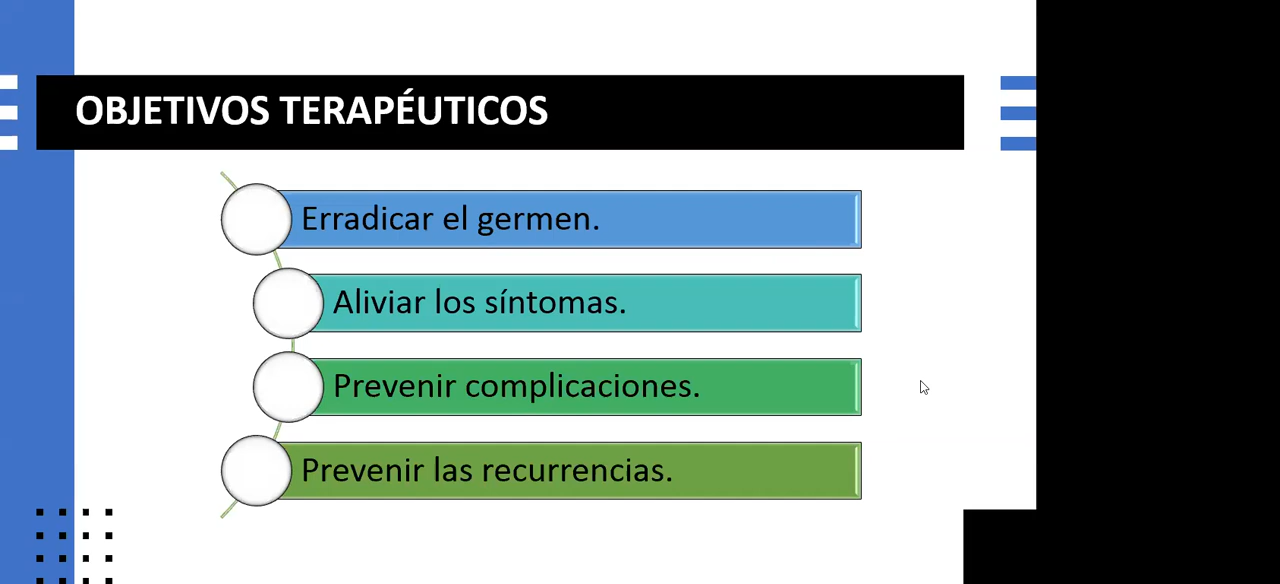 OBJETIVOS TERAPÉUTICOS
Erradicar el germen.
Aliviar los síntomas.
Prevenir complicaciones.
Prevenir las recurrencias.